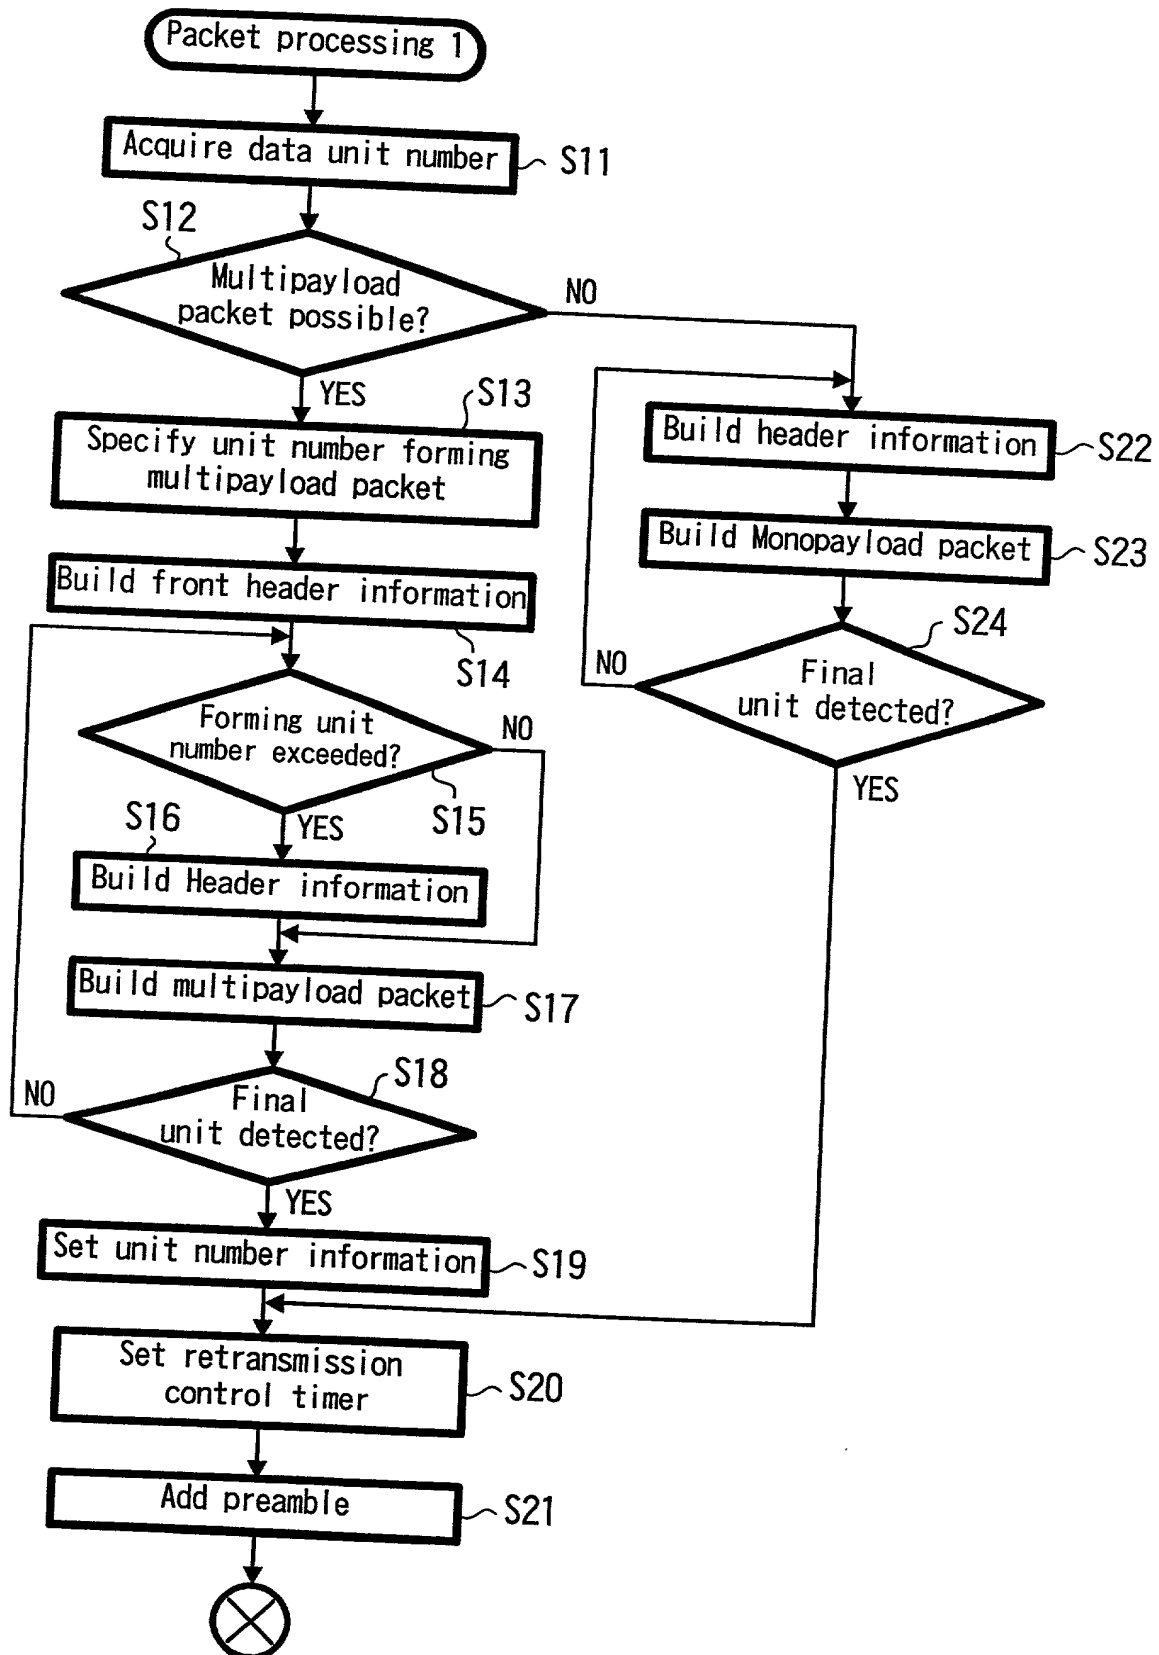 Packet processing 1
Acquire data unit number
S11
S12
Multipayload
packet possible?
NO
YES
S13
Specify unit number forming
multipayload packet
Build front header information
S14
Forming unit
number exceeded?
NO
S15
YES
S16
Build Header information
Build multipayload packet
S17
S18
Final
unit detected?
NO
YES
Set unit number information
S19
Set retransmission
control timer
S20
Add preamble
S21
Build header information
S22
Build Monopayload packet
S23
S24
Final
unit detected?
NO
YES